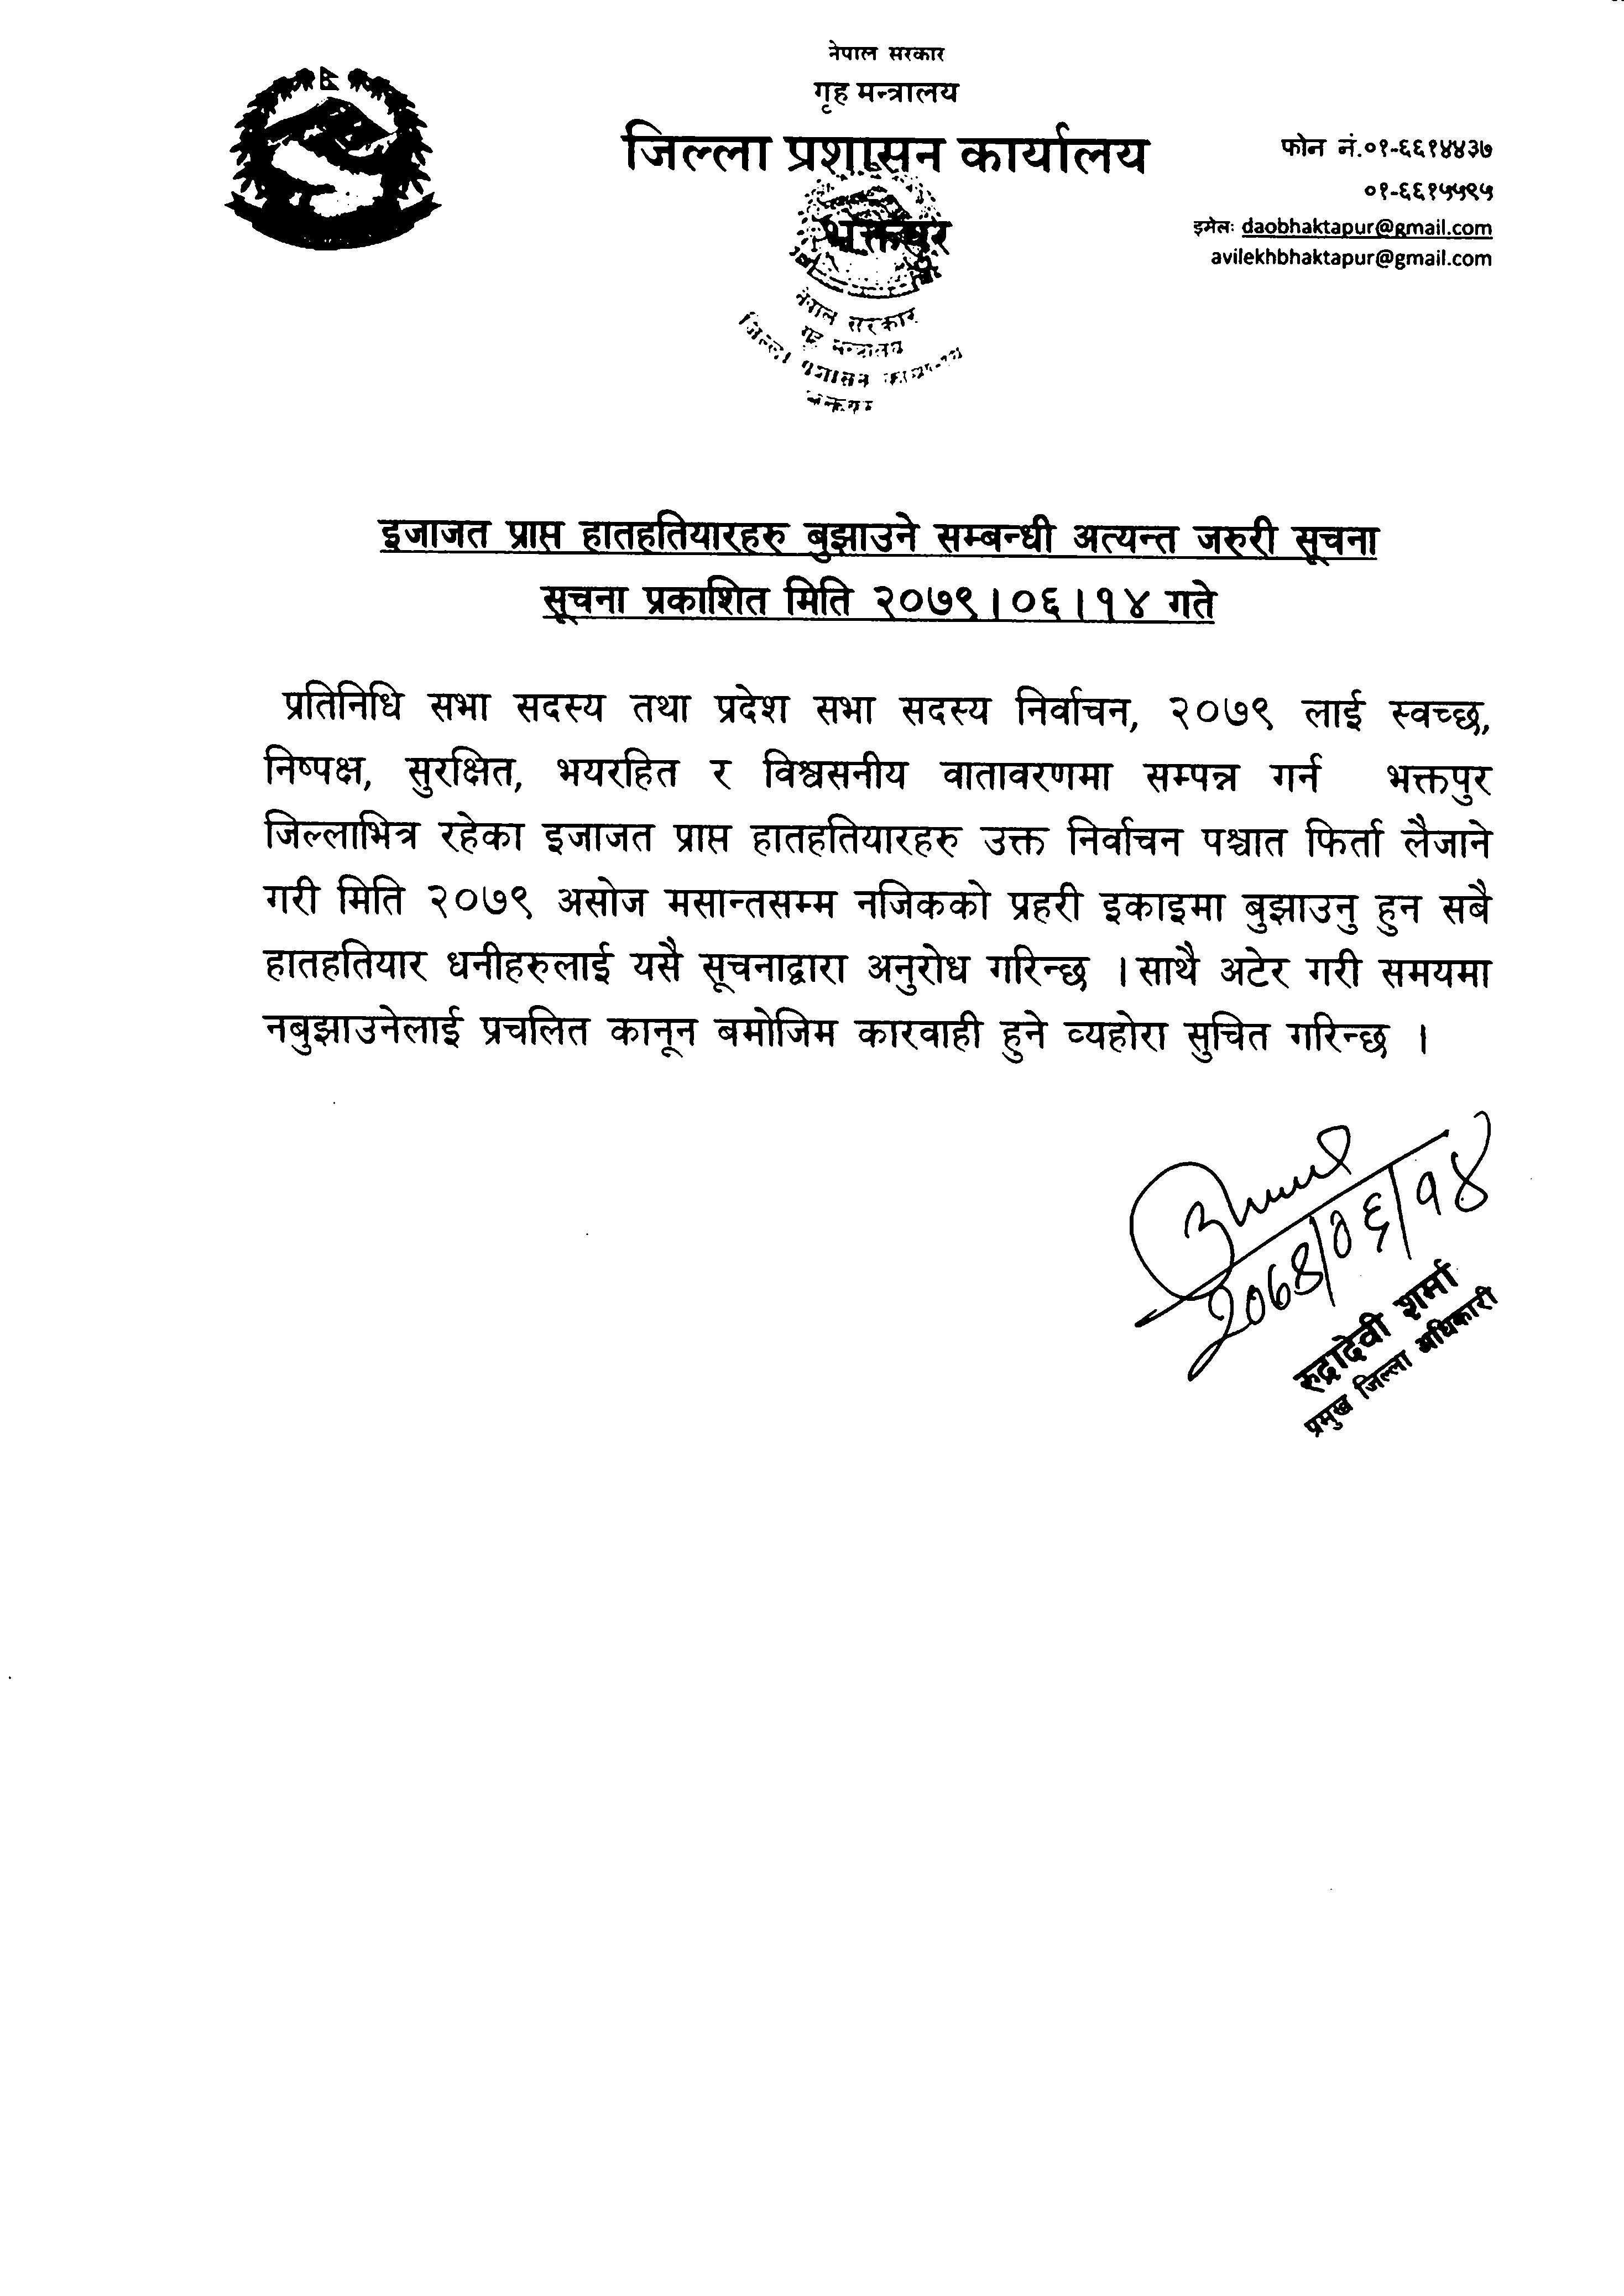 नेपाल सरकार
गृह मन्त्रालय
जिल्ला प्रशासन कार्यालय
भक्तपुर
फोन नं.०१-६६१४४३७
०१-६६१५५९५
इमेलः daobhaktapur@gmail.com
avilekhbhaktapur@gmail.com
नेपाल सरकार
गृह मन्त्रालय
जिल्ला प्रशासन कार्यालय
भक्तपुर
इजाजत प्राप्त हातहतियारहरु बुझाउने सम्बन्धी अत्यन्त जरुरी सूचना
सूचना प्रकाशित मिति २०७९।०६।१४ गते
प्रतिनिधि सभा सदस्य तथा प्रदेश सभा सदस्य निर्वाचन, २०७९ लाई स्वच्छ,
निष्पक्ष, सुरक्षित, भयरहित र विश्वसनीय वातावरणमा सम्पन्न गर्न भक्तपुर
जिल्लाभित्र रहेका इजाजत प्राप्त हातहतियारहरु उक्त निर्वाचन पश्चात फिर्ता लैजाने
गरी मिति २०७९ असोज मसान्तसम्म नजिकको प्रहरी इकाइमा बुझाउनु हुन सबै
हातहतियार धनीहरुलाई यसै सूचनाद्वारा अनुरोध गरिन्छ । साथै अटेर गरी समयमा
नबुझाउनेलाई प्रचलित कानून बमोजिम कारवाही हुने व्यहोरा सुचित गरिन्छ ।
२०७९/०६/१४
रुद्रादेवी शर्मा
प्रमुख जिल्ला अधिकारी